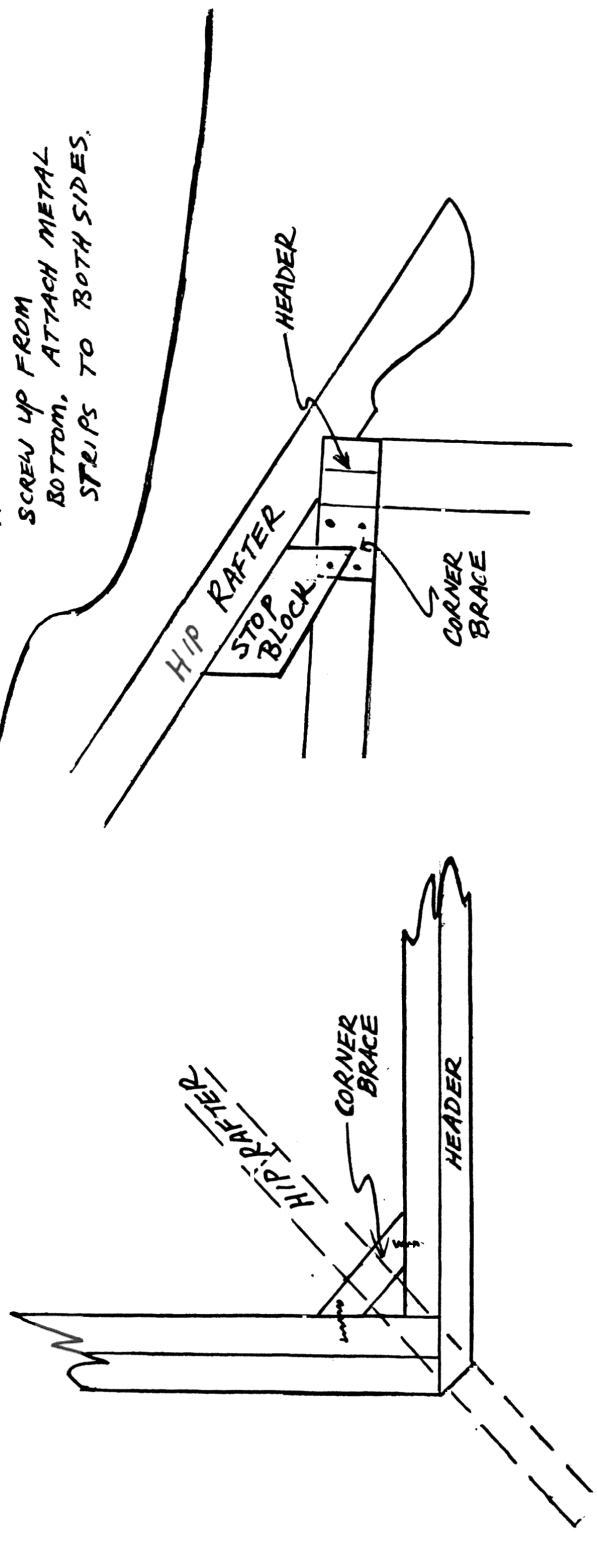 SCREW UP FROM
BOTTOM. ATTACH METAL
STRIPS TO BOTH SIDES.
HEADER
HIP RAFTER
STOP
BLOCK
CORNER
BRACE
HIP RAFTER
CORNER
BRACE
HEADER